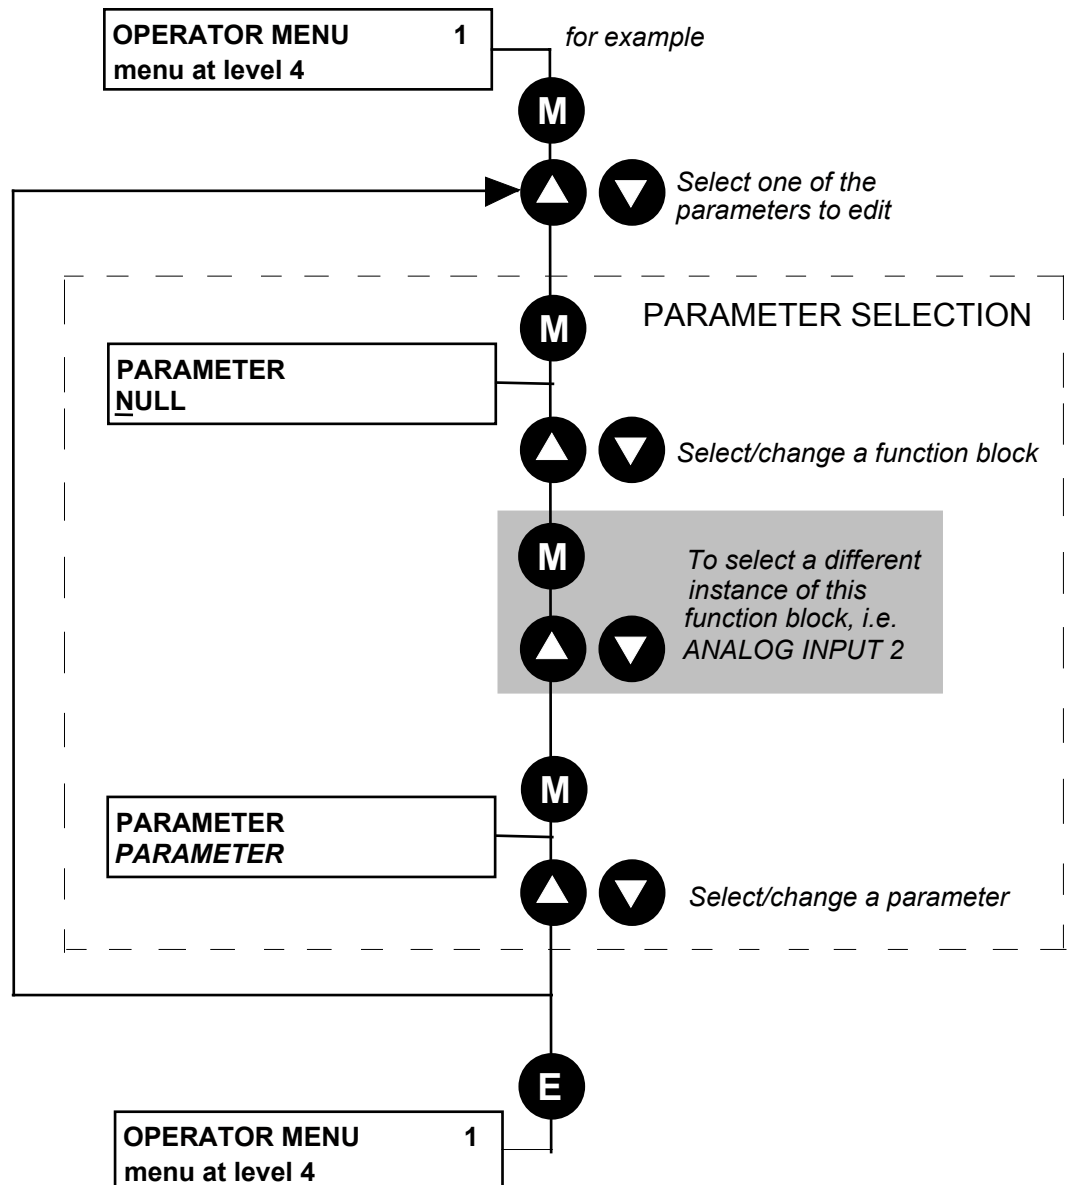 OPERATOR MENU 1
menu at level 4
for example
M
Select one of the
parameters to edit
PARAMETER SELECTION
M
PARAMETER
NULL
Select/change a function block
M
To select a different
instance of this
function block, i.e.
ANALOG INPUT 2
M
PARAMETER
PARAMETER
Select/change a parameter
E
OPERATOR MENU 1
menu at level 4